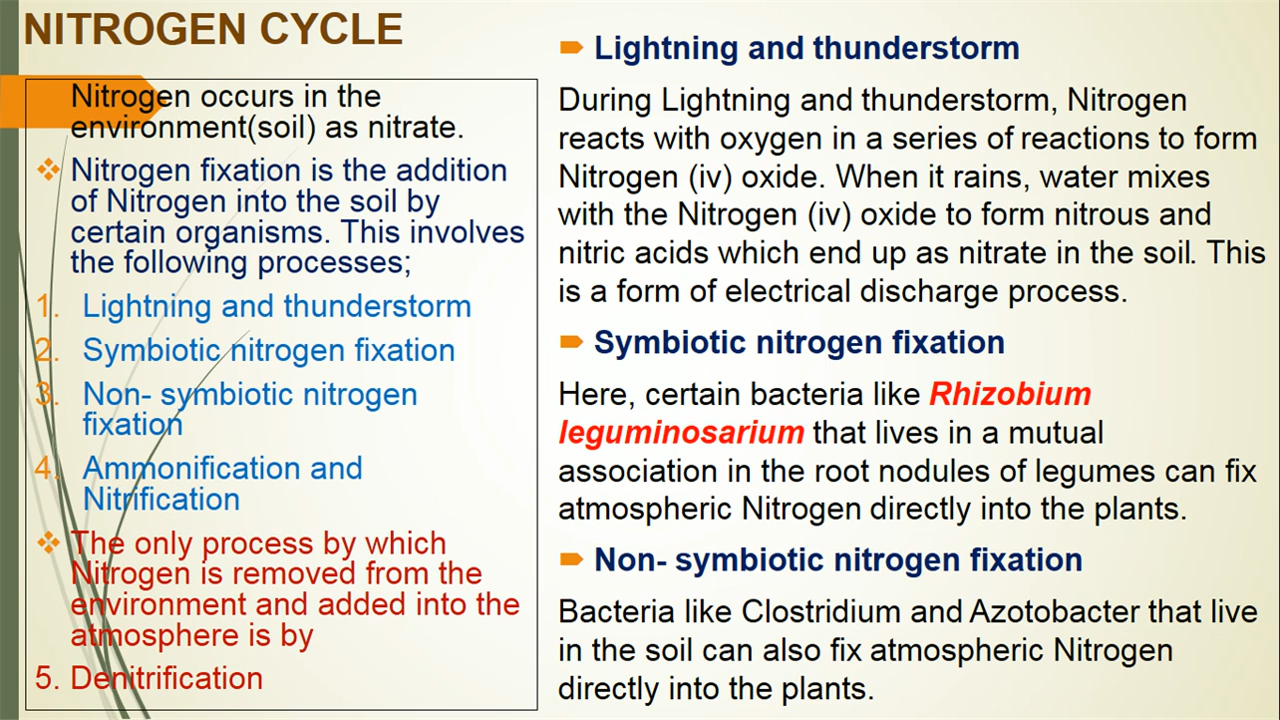 NITROGEN CYCLE
Nitrogen occurs in the
environment(soil) as nitrate.
Nitrogen fixation is the addition
of Nitrogen into the soil by
certain organisms. This involves
the following processes;
1. Lightning and thunderstorm
2. Symbiotic nitrogen fixation
3. Non- symbiotic nitrogen
fixation
4. Ammonification and
Nitrification
The only process by which
Nitrogen is removed from the
environment and added into the
atmosphere is by
5. Denitrification
Lightning and thunderstorm
During Lightning and thunderstorm, Nitrogen
reacts with oxygen in a series of reactions to form
Nitrogen (iv) oxide. When it rains, water mixes
with the Nitrogen (iv) oxide to form nitrous and
nitric acids which end up as nitrate in the soil. This
is a form of electrical discharge process.
Symbiotic nitrogen fixation
Here, certain bacteria like Rhizobium
leguminosarium that lives in a mutual
association in the root nodules of legumes can fix
atmospheric Nitrogen directly into the plants.
Non- symbiotic nitrogen fixation
Bacteria like Clostridium and Azotobacter that live
in the soil can also fix atmospheric Nitrogen
directly into the plants.